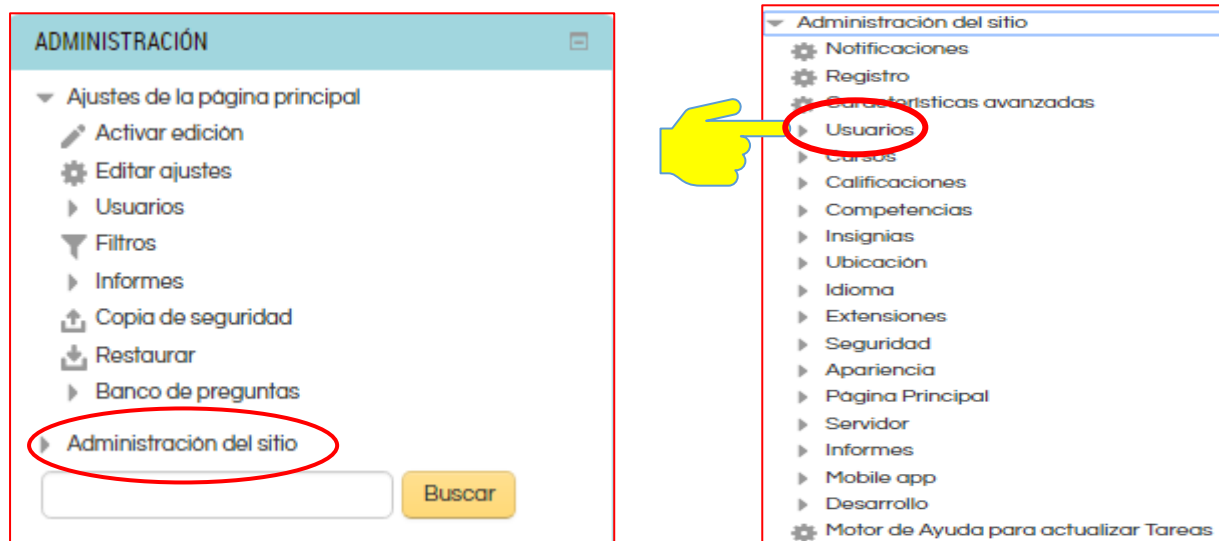 ADMINISTRACIÓN
Ajustes de la página principal
Activar edición
Editar ajustes
Usuarios
Filtros
Informes
Copia de seguridad
Restaurar
Banco de preguntas
Administración del sitio
Buscar
Administración del sitio
Notificaciones
Registro
Características avanzadas
Usuarios
Cursos
Calificaciones
Competencias
Insignias
Ubicación
Idioma
Extensiones
Seguridad
Apariencia
Página Principal
Servidor
Informes
Mobile app
Desarrollo
Motor de Ayuda para actualizar Tareas